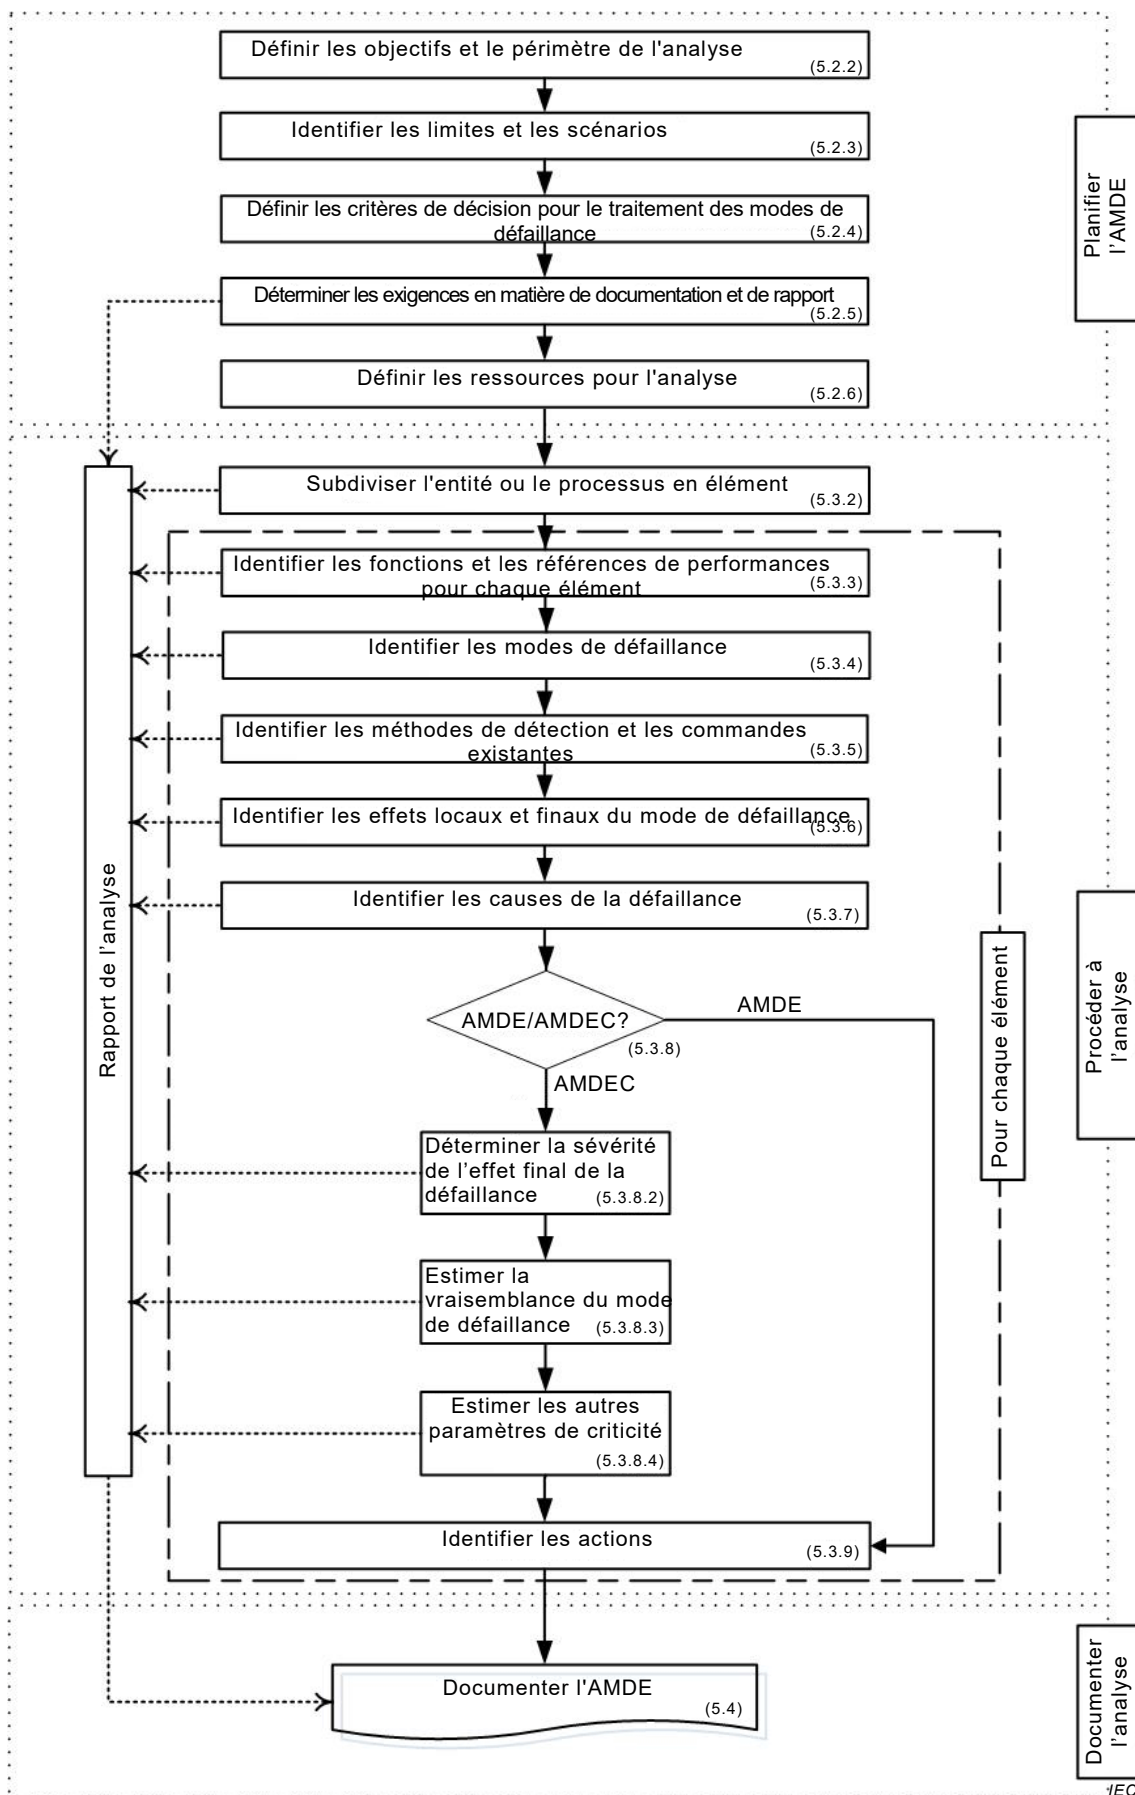 Définir les objectifs et le périmètre de l'analyse
(5.2.2)
Identifier les limites et les scénarios
(5.2.3)
Définir les critères de décision pour le traitement des modes de
défaillance
(5.2.4)
Déterminer les exigences en matière de documentation et de rapport
(5.2.5)
Définir les ressources pour l'analyse
(5.2.6)
Planifier
l'AMDE
Subdiviser l'entité ou le processus en élément
(5.3.2)
Identifier les fonctions et les références de performances
pour chaque élément
(5.3.3)
Identifier les modes de défaillance
(5.3.4)
Identifier les méthodes de détection et les commandes
existantes
(5.3.5)
Identifier les effets locaux et finaux du mode de défaillance
(5.3.6)
Identifier les causes de la défaillance
(5.3.7)
AMDE/AMDEC?
(5.3.8)
AMDE
AMDEC
Déterminer la sévérité
de l’effet final de la
défaillance
(5.3.8.2)
Estimer la
vraisemblance du mode
de défaillance
(5.3.8.3)
Estimer les autres
paramètres de criticité
(5.3.8.4)
Identifier les actions
(5.3.9)
Rapport de l’analyse
Pour chaque élément
Procéder à
l’analyse
Documenter l'AMDE
(5.4)
Documenter
l’analyse
IEC